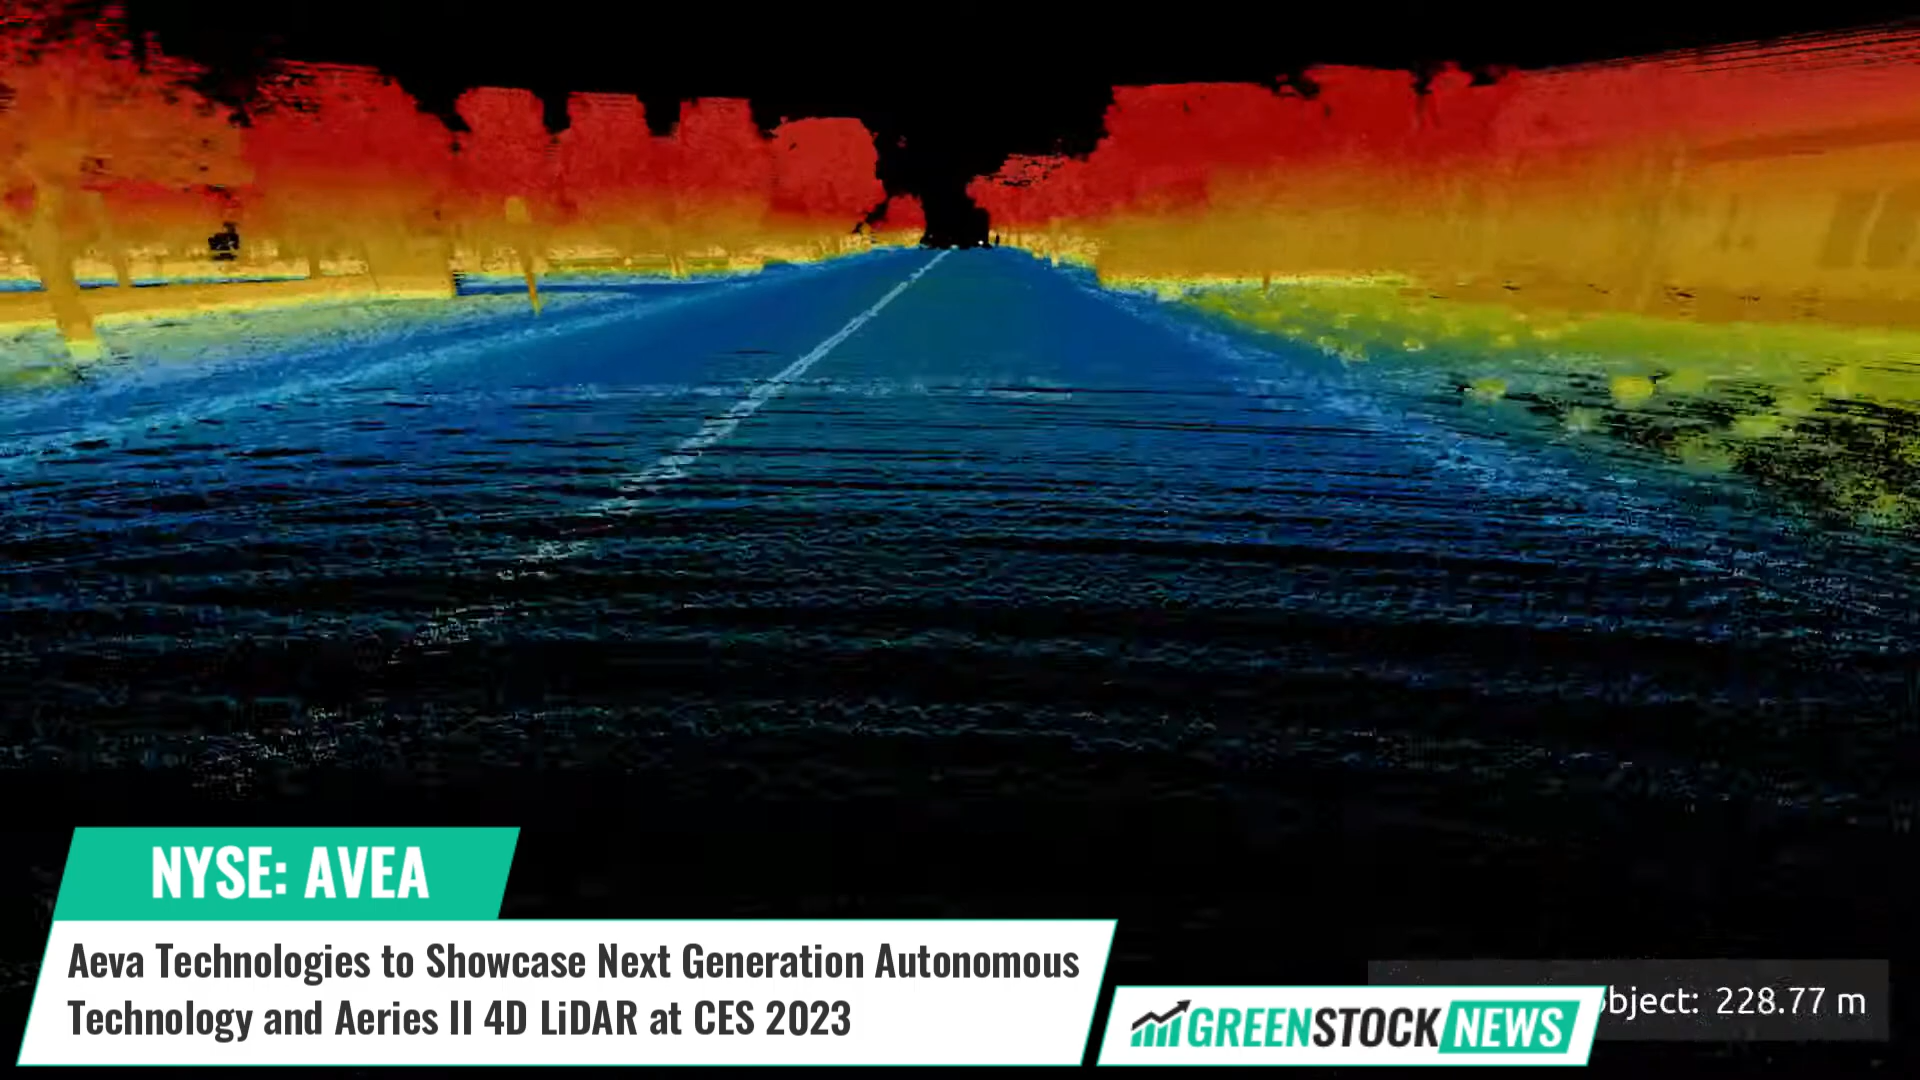 NYSE: AVEA
Aeva Technologies to Showcase Next Generation Autonomous
Technology and Aeries II 4D LiDAR at CES 2023
GREENSTOCK NEWS
object: 228.77 m